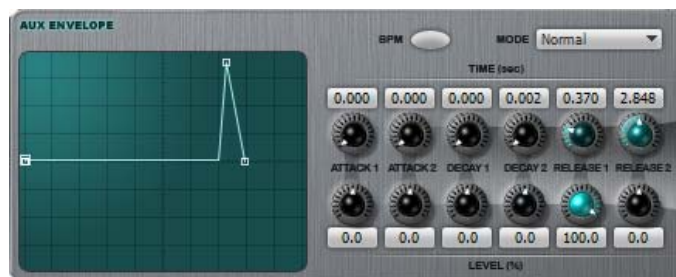 AUX ENVELOPE
BPM MODE Normal
TIME (sec)
0.000 0.000 0.000 0.002 0.370 2.848
ATTACK 1 ATTACK 2 DECAY 1 DECAY 2 RELEASE 1 RELEASE 2
0.0 0.0 0.0 0.0 100.0 0.0
LEVEL (%)